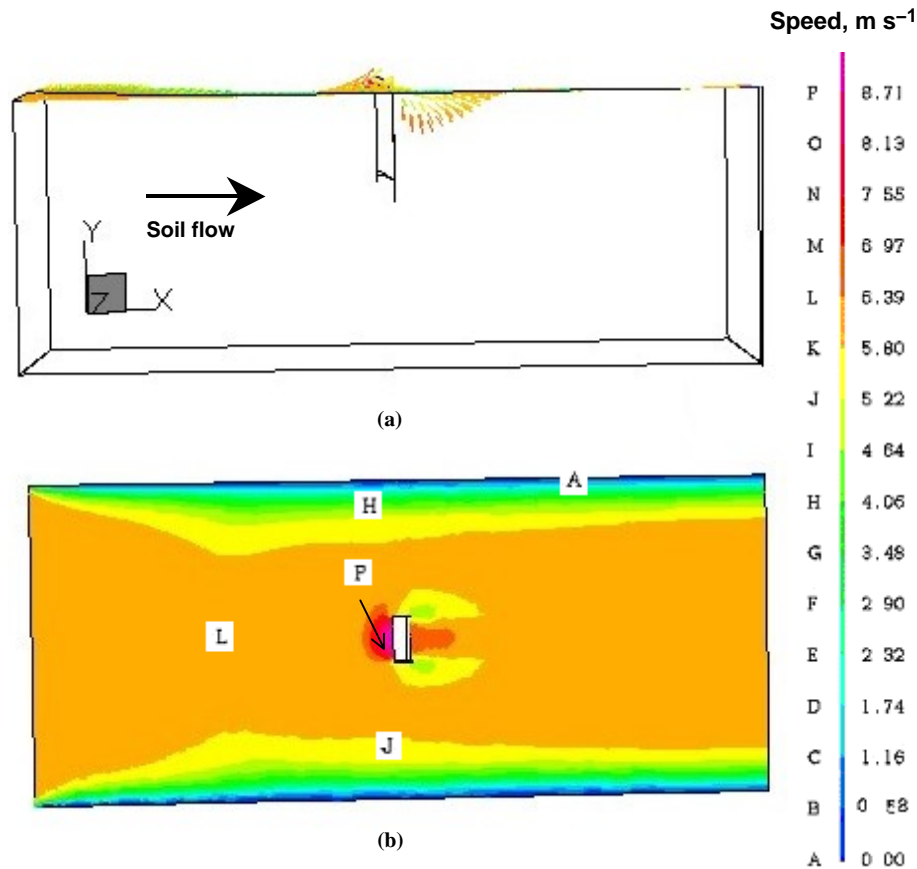 Speed, m s⁻¹
P 8.71
O 8.13
N 7 55
M 6 97
L 6.39
K 5.80
J 5 22
I 4 64
H 4.06
G 3.48
F 2 90
E 2 32
D 1.74
C 1.16
B 0 58
A 0 00
Soil flow
Y
Z
X
(a)
A
H
P
L
J
(b)